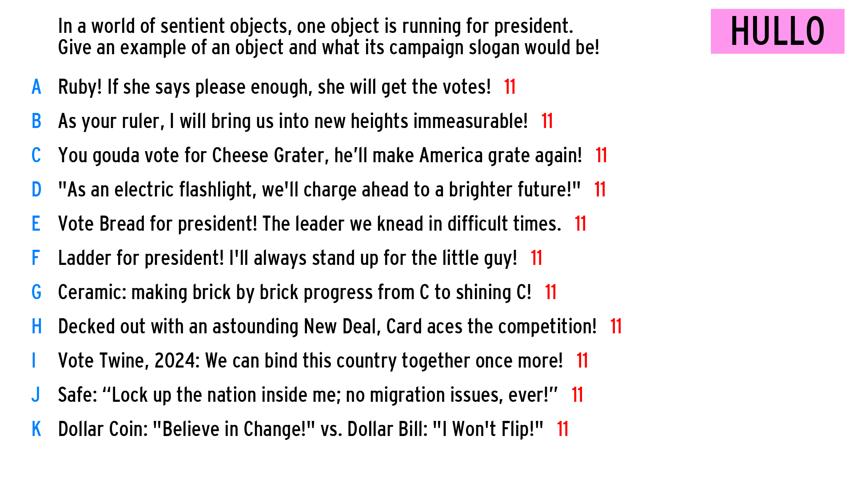 In a world of sentient objects, one object is running for president.
Give an example of an object and what its campaign slogan would be!
HULLO
A Ruby! If she says please enough, she will get the votes! 11
B As your ruler, I will bring us into new heights immeasurable! 11
C You gouda vote for Cheese Grater, he'll make America grate again! 11
D "As an electric flashlight, we'll charge ahead to a brighter future!" 11
E Vote Bread for president! The leader we knead in difficult times. 11
F Ladder for president! I'll always stand up for the little guy! 11
G Ceramic: making brick by brick progress from C to shining C! 11
H Decked out with an astounding New Deal, Card aces the competition! 11
I Vote Twine, 2024: We can bind this country together once more! 11
J Safe: “Lock up the nation inside me; no migration issues, ever!” 11
K Dollar Coin: "Believe in Change!" vs. Dollar Bill: "I Won't Flip!" 11